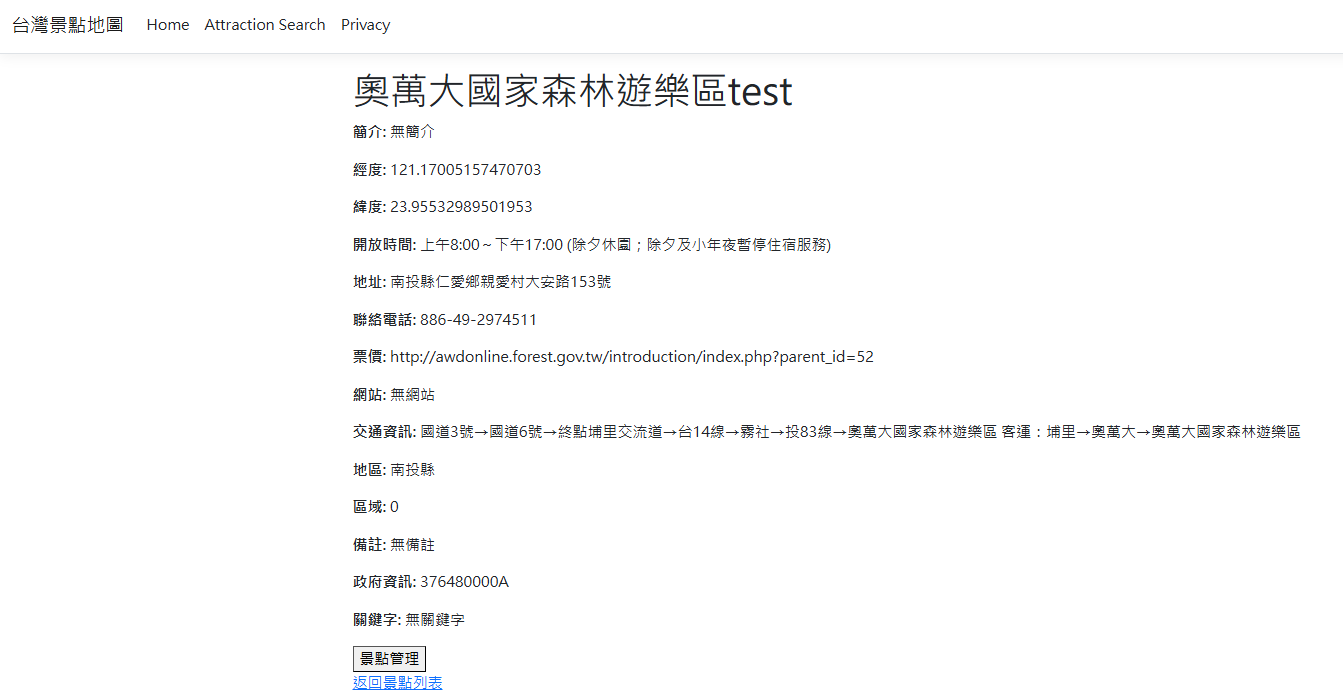 台灣景點地圖 Home Attraction Search Privacy
奧萬大國家森林遊樂區test
簡介: 無簡介
經度: 121.17005157470703
緯度: 23.95532989501953
開放時間: 上午8:00～下午17:00 (除夕休園；除夕及小年夜暫停住宿服務)
地址: 南投縣仁愛鄉親愛村大安路153號
聯絡電話: 886-49-2974511
票價: http://awdonline.forest.gov.tw/introduction/index.php?parent_id=52
網站: 無網站
交通資訊: 國道3號→國道6號→終點埔里交流道→台14線→霧社→投83線→奧萬大國家森林遊樂區 客運：埔里→奧萬大→奧萬大國家森林遊樂區
地區: 南投縣
區域: 0
備註: 無備註
政府資訊: 376480000A
關鍵字: 無關鍵字
景點管理
返回景點列表